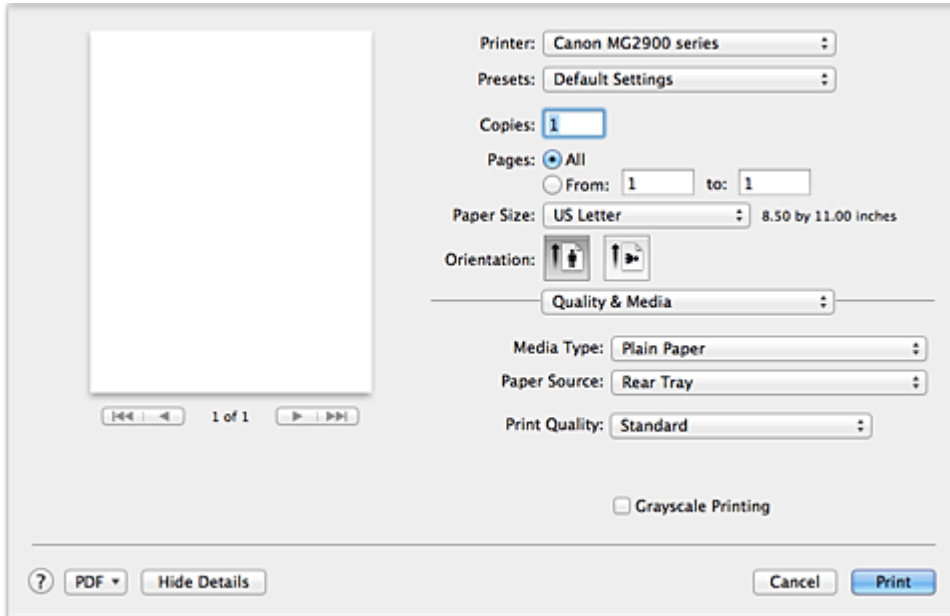 Printer: Canon MG2900 series
Presets: Default Settings
Copies: 1
Pages: All
From: 1 to: 1
Paper Size: US Letter 8.50 by 11.00 inches
Orientation:
Quality & Media
Media Type: Plain Paper
Paper Source: Rear Tray
1 of 1
Print Quality: Standard
Grayscale Printing
? PDF Hide Details Cancel Print